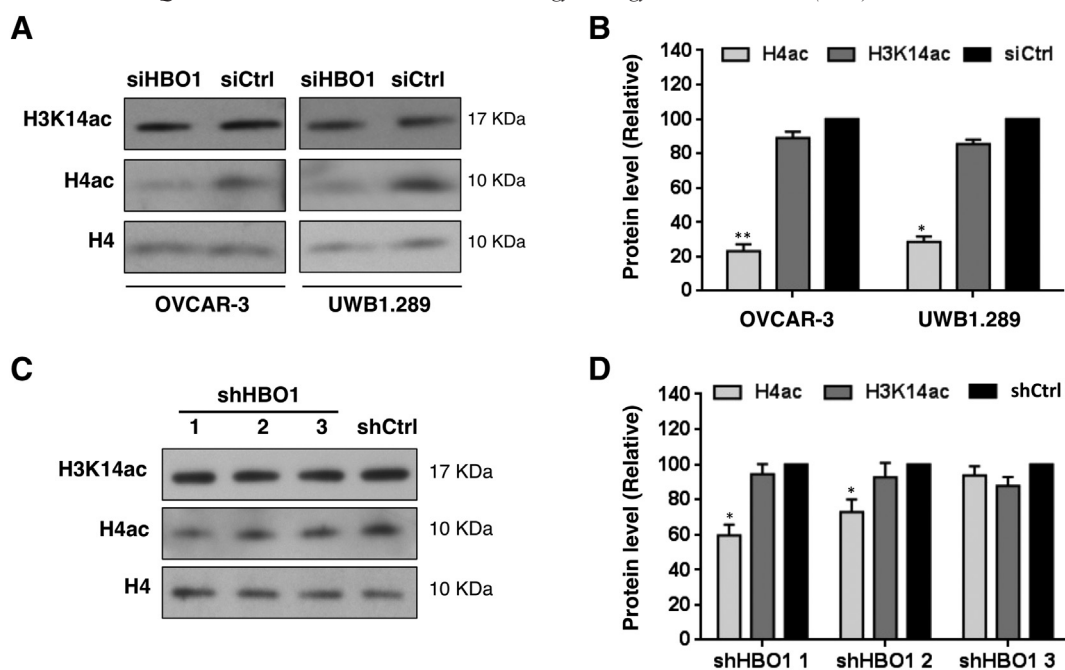 A
siHBO1 siCtrl siHBO1 siCtrl
H3K14ac 17 KDa
H4ac 10 KDa
H4 10 KDa
OVCAR-3 UWB1.289
B
H4ac H3K14ac siCtrl
Protein level (Relative)
140
120
100
80
60
40
20
0
** *
OVCAR-3 UWB1.289
C
shHBO1
1 2 3 shCtrl
H3K14ac 17 KDa
H4ac 10 KDa
H4 10 KDa
D
H4ac H3K14ac shCtrl
Protein level (Relative)
140
120
100
80
60
40
20
0
* *
shHBO1 1 shHBO1 2 shHBO1 3